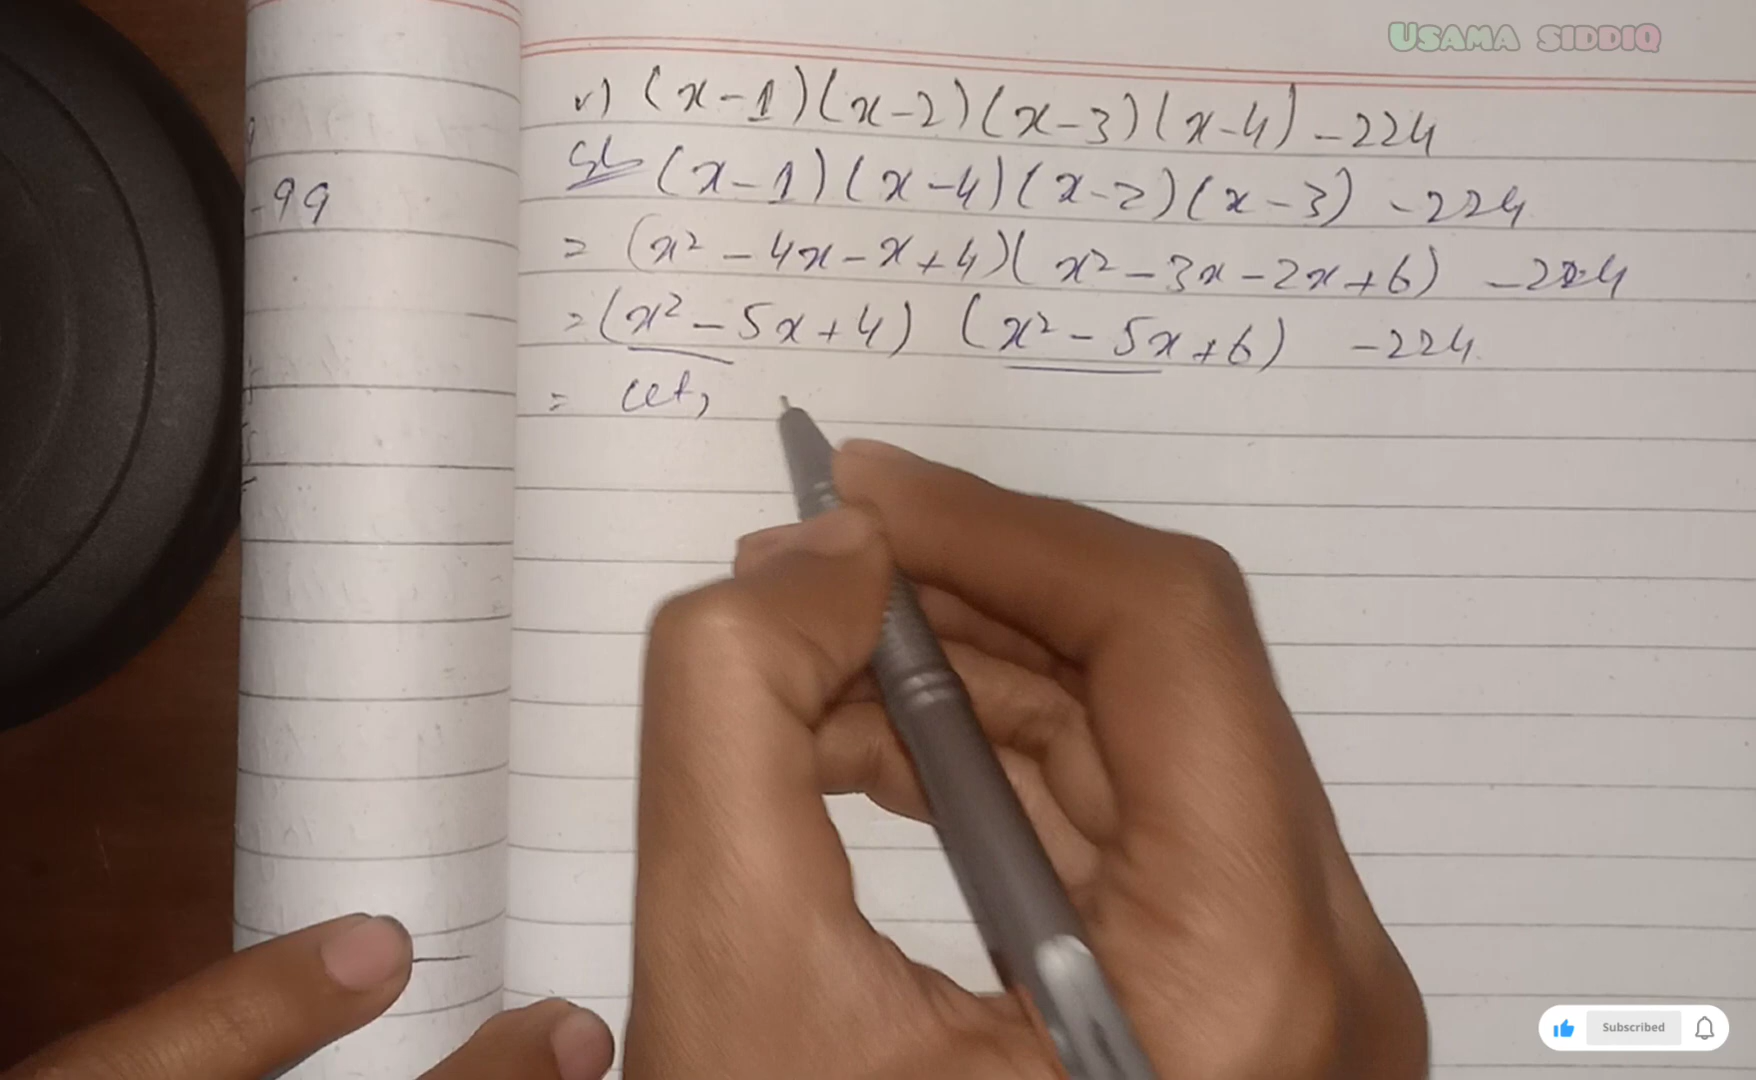 USAMA SIDDIQ
v) (x-1)(x-2)(x-3)(x-4) -224
-99
Sol (x-1)(x-4)(x-2)(x-3) -224
= (x² - 4x - x + 4)(x² - 3x - 2x + 6) -224
= (x² - 5x + 4) (x² - 5x + 6) -224
= let,
Subscribed